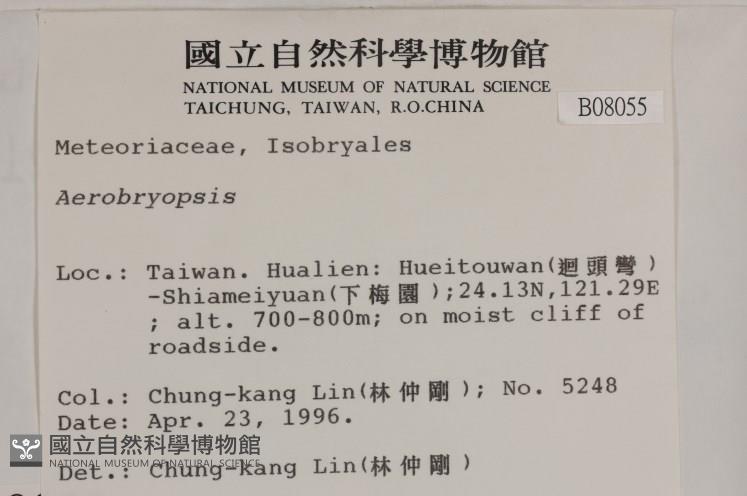 國立自然科學博物館
NATIONAL MUSEUM OF NATURAL SCIENCE
TAICHUNG, TAIWAN, R.O.CHINA
B08055
Meteoriaceae, Isobryales
Aerobryopsis
Loc.: Taiwan. Hualien: Hueitouwan(迴頭彎)
-Shiameiyuan(下梅園);24.13N,121.29E
; alt. 700-800m; on moist cliff of
roadside.
Col.: Chung-kang Lin(林仲剛); No. 5248
Date: Apr. 23, 1996.
國立自然科學博物館
NATIONAL MUSEUM OF NATURAL SCIENCE
Det.: Chung-kang Lin(林仲剛)